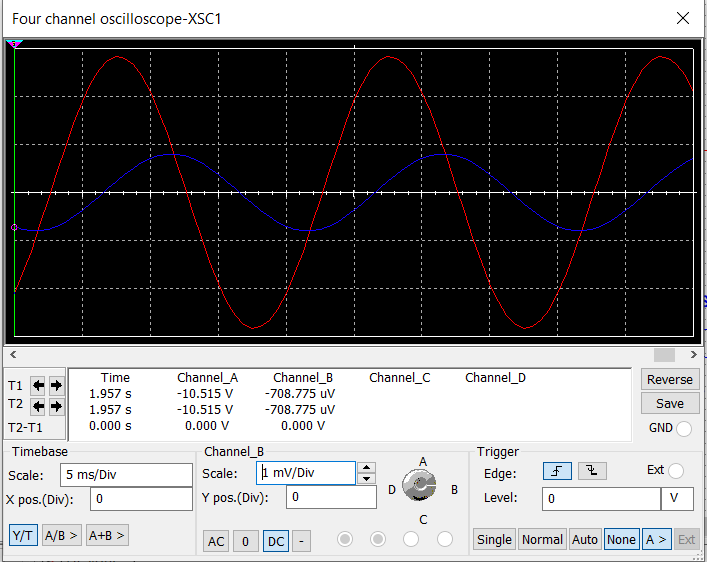 Four channel oscilloscope-XSC1
Time Channel_A Channel_B Channel_C Channel_D
T1 1.957 s -10.515 V -708.775 uV
T2 1.957 s -10.515 V -708.775 uV
T2-T1 0.000 s 0.000 V 0.000 V
Reverse
Save
GND
Timebase
Scale: 5 ms/Div
X pos.(Div): 0
Y/T A/B > A+B >
Channel_B
Scale: 1 mV/Div
Y pos.(Div): 0
AC 0 DC -
A
D B
C
Trigger
Edge: Ext
Level: 0 V
Single Normal Auto None A > Ext